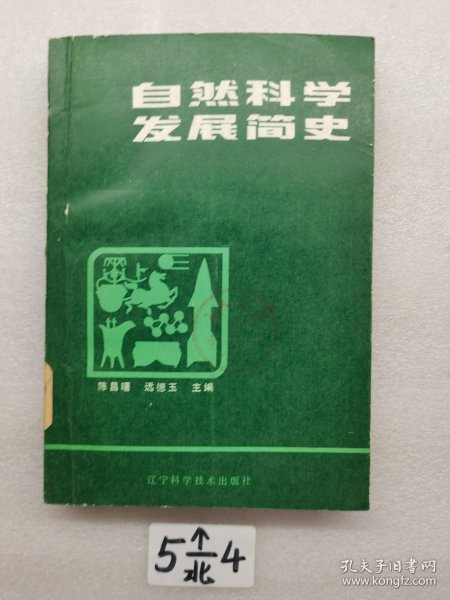 自然科学
发展简史
陈昌曙 远德玉 主编
辽宁科学技术出版社
5 ↑北 4
孔夫子旧书网
www.kongfz.com